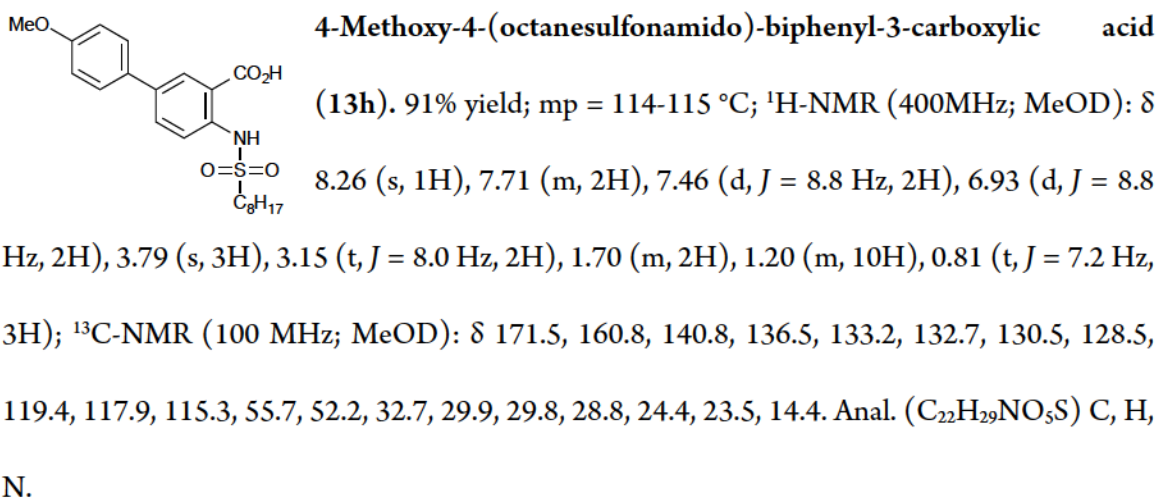 MeO
CO₂H
NH
O=S=O
C₈H₁₇
4-Methoxy-4-(octanesulfonamido)-biphenyl-3-carboxylic acid
(13h). 91% yield; mp = 114-115 °C; ¹H-NMR (400MHz; MeOD): δ
8.26 (s, 1H), 7.71 (m, 2H), 7.46 (d, J = 8.8 Hz, 2H), 6.93 (d, J = 8.8
Hz, 2H), 3.79 (s, 3H), 3.15 (t, J = 8.0 Hz, 2H), 1.70 (m, 2H), 1.20 (m, 10H), 0.81 (t, J = 7.2 Hz,
3H); ¹³C-NMR (100 MHz; MeOD): δ 171.5, 160.8, 140.8, 136.5, 133.2, 132.7, 130.5, 128.5,
119.4, 117.9, 115.3, 55.7, 52.2, 32.7, 29.9, 29.8, 28.8, 24.4, 23.5, 14.4. Anal. (C₂₂H₂₉NO₅S) C, H,
N.